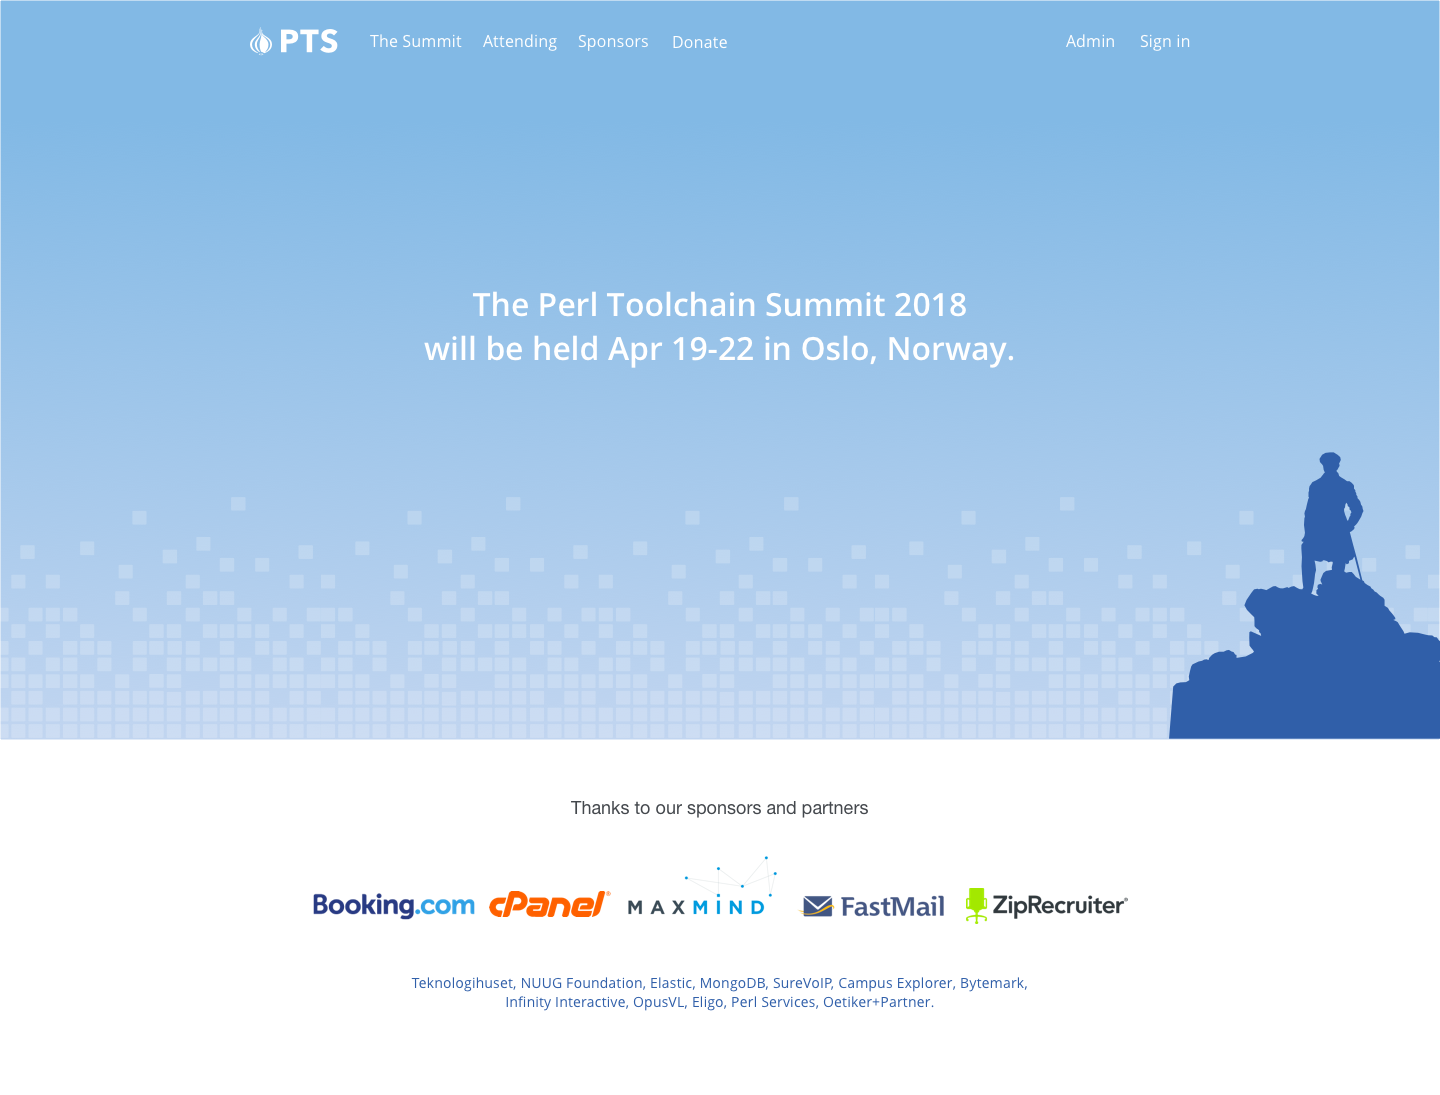 PTS The Summit Attending Sponsors Donate Admin Sign in
The Perl Toolchain Summit 2018
will be held Apr 19-22 in Oslo, Norway.
Thanks to our sponsors and partners
Booking.com cPanel® MAXMIND FastMail ZipRecruiter®
Teknologihuset, NUUG Foundation, Elastic, MongoDB, SureVoIP, Campus Explorer, Bytemark,
Infinity Interactive, OpusVL, Eligo, Perl Services, Oetiker+Partner.